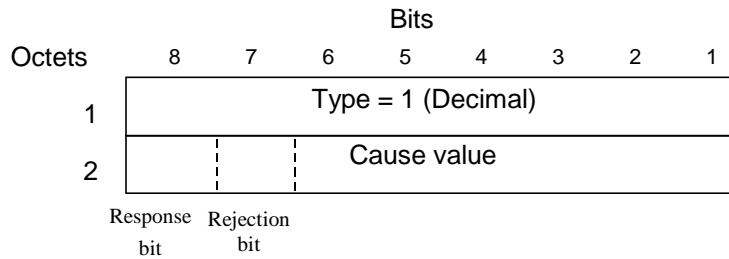 Bits
Octets 8 7 6 5 4 3 2 1
1 Type = 1 (Decimal)
2 Cause value
Response bit
Rejection bit